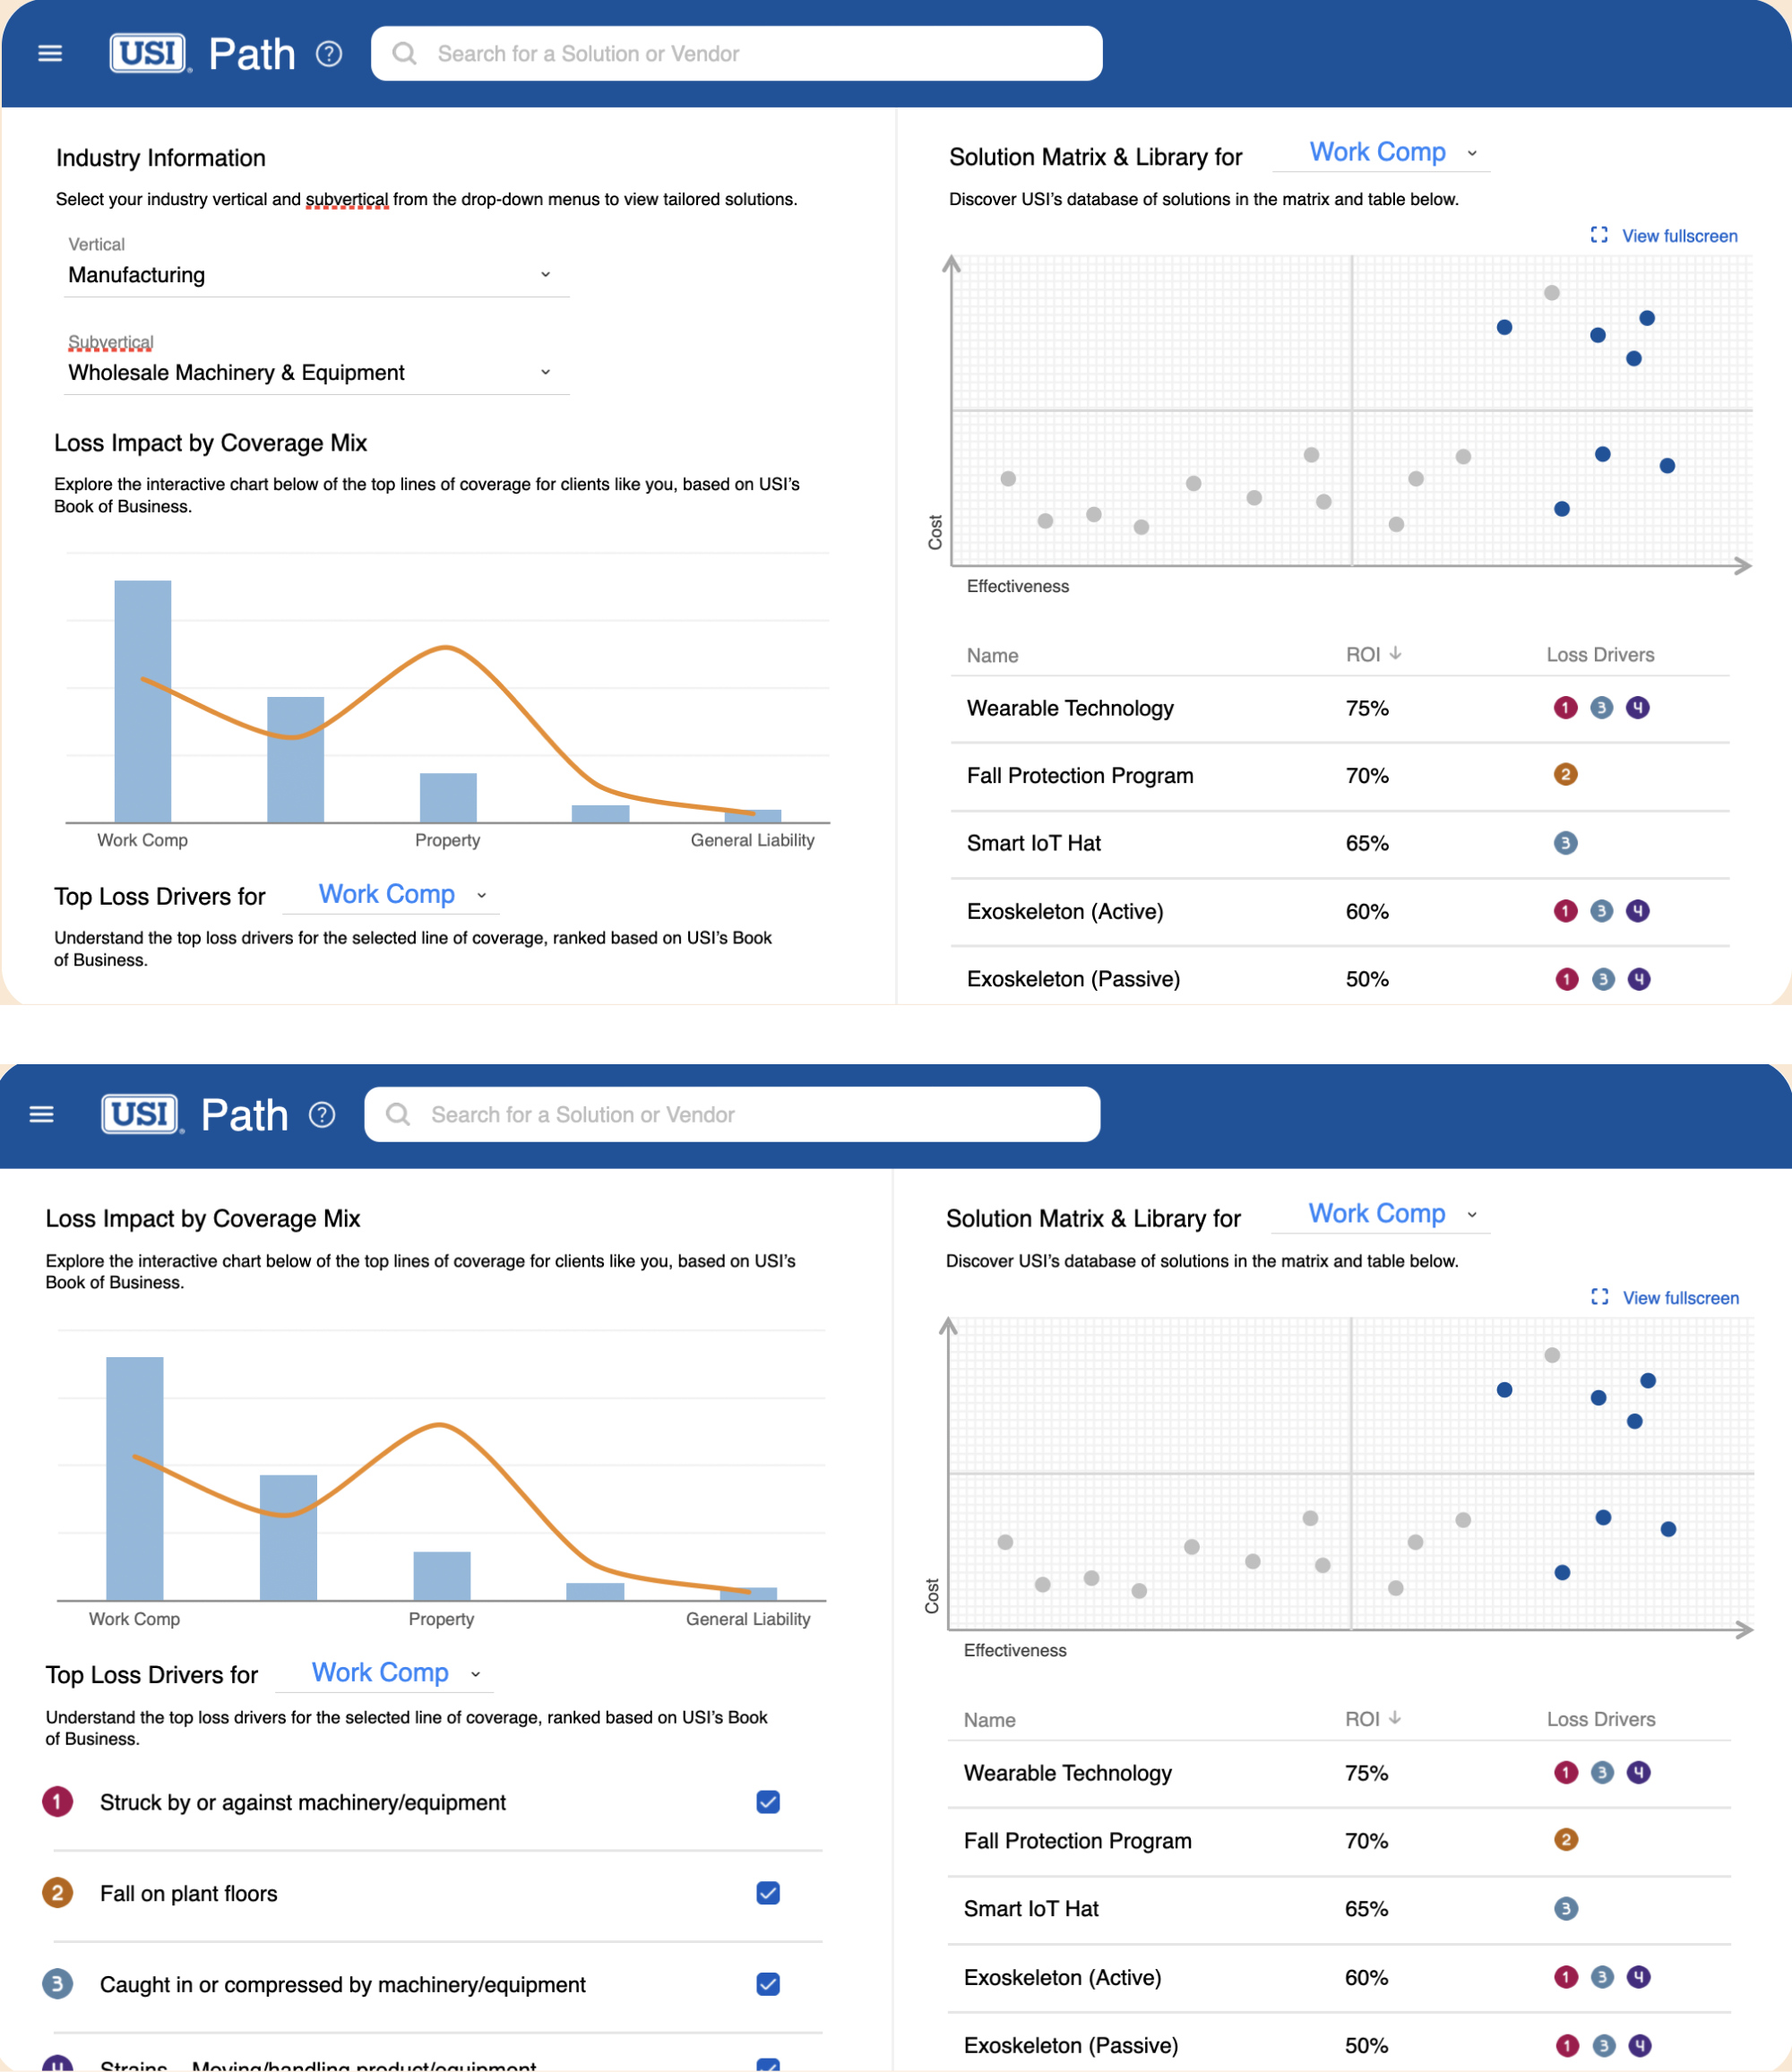 USI Path ? Search for a Solution or Vendor
Industry Information
Select your industry vertical and subvertical from the drop-down menus to view tailored solutions.
Vertical
Manufacturing
Subvertical
Wholesale Machinery & Equipment
Loss Impact by Coverage Mix
Explore the interactive chart below of the top lines of coverage for clients like you, based on USI's
Book of Business.
Work Comp Property General Liability
Top Loss Drivers for Work Comp
Understand the top loss drivers for the selected line of coverage, ranked based on USI's Book
of Business.
Solution Matrix & Library for Work Comp
Discover USI's database of solutions in the matrix and table below.
View fullscreen
Cost
Effectiveness
Name ROI Loss Drivers
Wearable Technology 75% 1 3 4
Fall Protection Program 70% 2
Smart IoT Hat 65% 3
Exoskeleton (Active) 60% 1 3 4
Exoskeleton (Passive) 50% 1 3 4
USI Path ? Search for a Solution or Vendor
Loss Impact by Coverage Mix
Explore the interactive chart below of the top lines of coverage for clients like you, based on USI's
Book of Business.
Work Comp Property General Liability
Top Loss Drivers for Work Comp
Understand the top loss drivers for the selected line of coverage, ranked based on USI's Book
of Business.
1 Struck by or against machinery/equipment
2 Fall on plant floors
3 Caught in or compressed by machinery/equipment
4 Strains – Moving/handling product/equipment
Solution Matrix & Library for Work Comp
Discover USI's database of solutions in the matrix and table below.
View fullscreen
Cost
Effectiveness
Name ROI Loss Drivers
Wearable Technology 75% 1 3 4
Fall Protection Program 70% 2
Smart IoT Hat 65% 3
Exoskeleton (Active) 60% 1 3 4
Exoskeleton (Passive) 50% 1 3 4